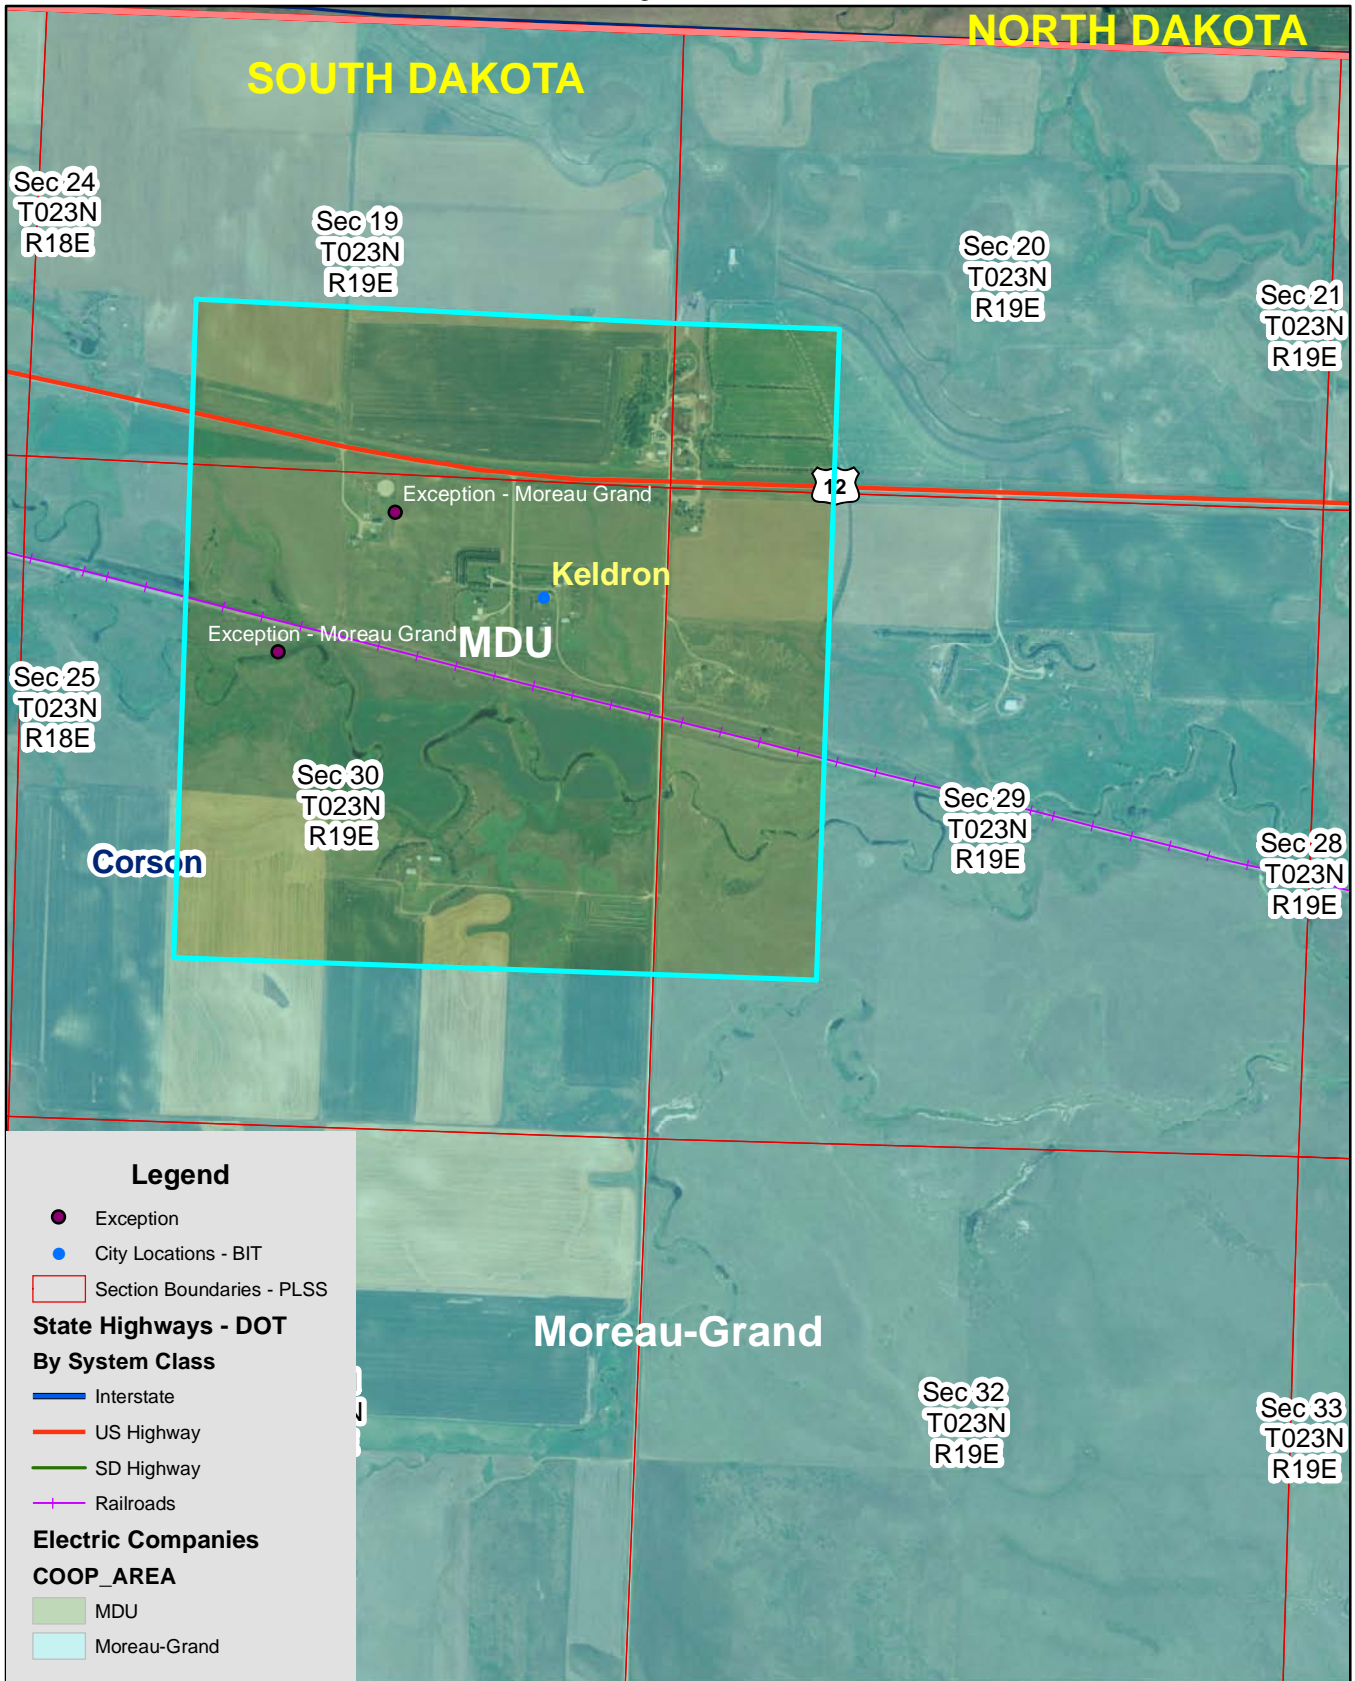 NORTH DAKOTA
SOUTH DAKOTA
Sec 24
T023N
R18E
Sec 19
T023N
R19E
Sec 20
T023N
R19E
Sec 21
T023N
R19E
12
Exception - Moreau Grand
Keldron
Exception - Moreau Grand
MDU
Sec 25
T023N
R18E
Sec 30
T023N
R19E
Sec 29
T023N
R19E
Sec 28
T023N
R19E
Corson
Moreau-Grand
Sec 32
T023N
R19E
Sec 33
T023N
R19E
Legend
Exception
City Locations - BIT
Section Boundaries - PLSS
State Highways - DOT
By System Class
Interstate
US Highway
SD Highway
Railroads
Electric Companies
COOP_AREA
MDU
Moreau-Grand